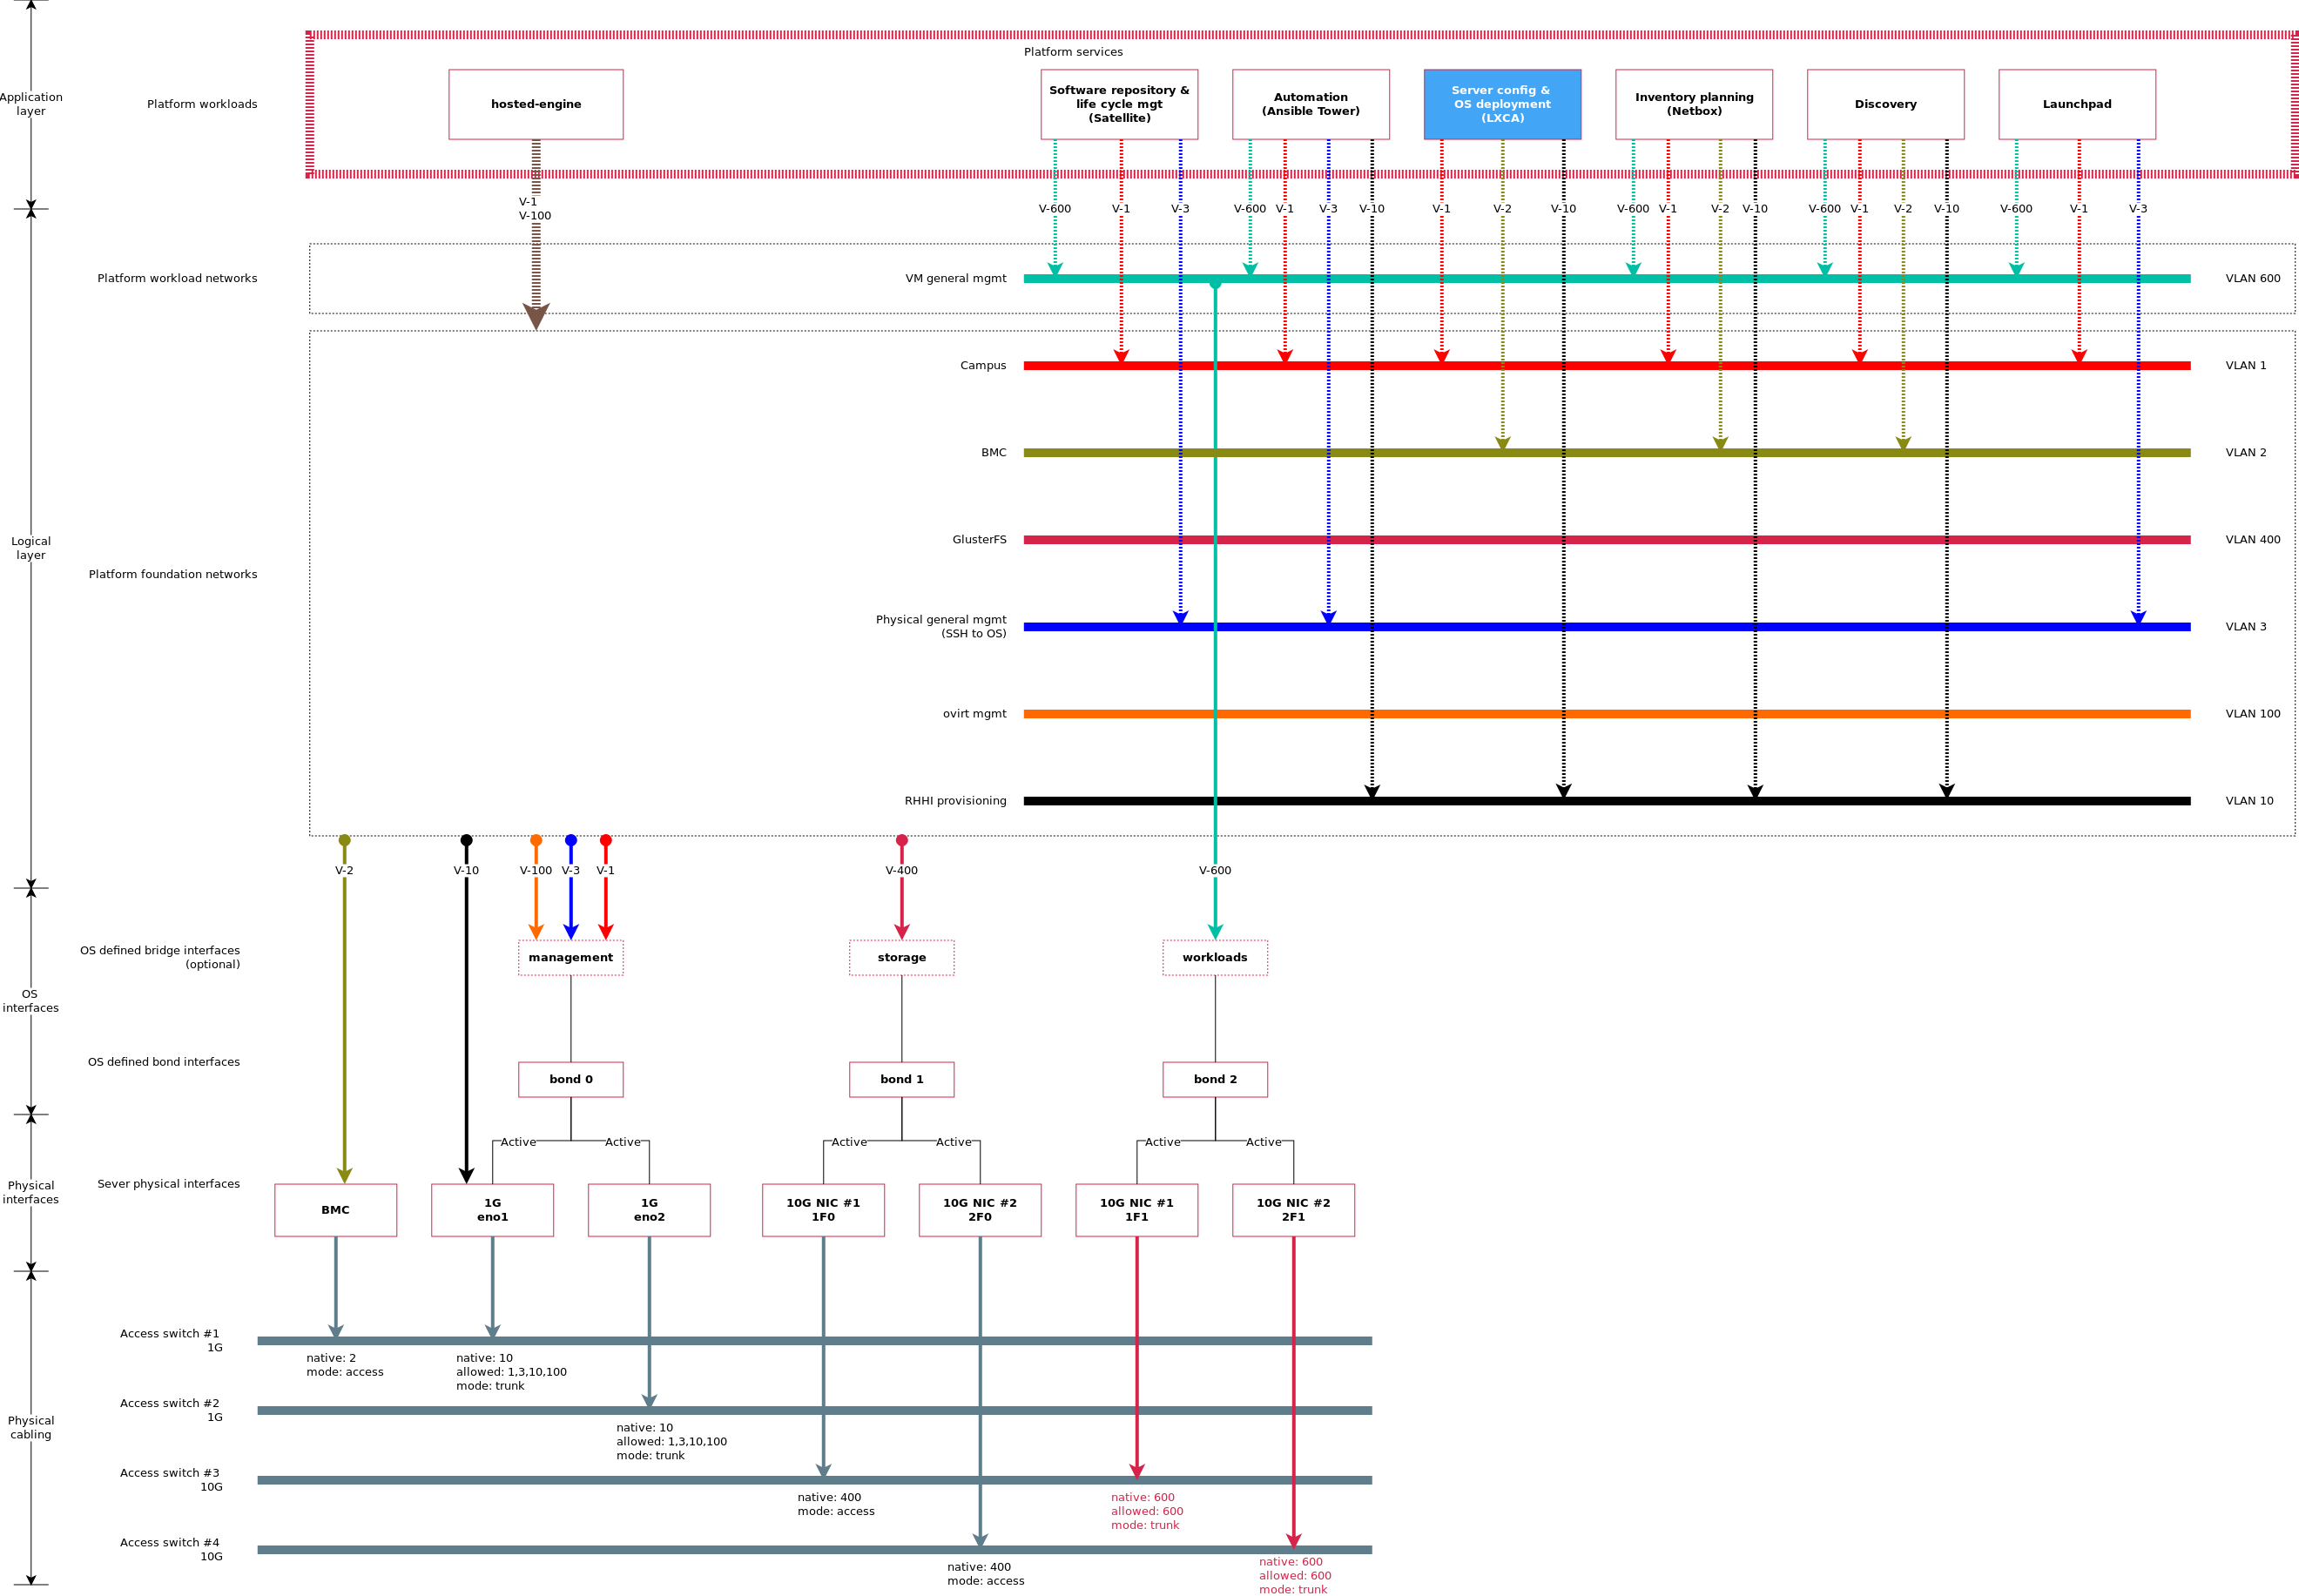 Platform services
Application
layer
Platform workloads
hosted-engine
Software repository &
life cycle mgt
(Satellite)
Automation
(Ansible Tower)
Server config &
OS deployment
(LXCA)
Inventory planning
(Netbox)
Discovery
Launchpad
V-1
V-100
V-600
V-1
V-3
V-600
V-1
V-3
V-10
V-1
V-2
V-10
V-600
V-1
V-2
V-10
V-600
V-1
V-2
V-10
V-600
V-1
V-3
Platform workload networks
VM general mgmt
VLAN 600
Campus
VLAN 1
BMC
VLAN 2
Logical
layer
GlusterFS
VLAN 400
Platform foundation networks
Physical general mgmt
(SSH to OS)
VLAN 3
ovirt mgmt
VLAN 100
RHHI provisioning
VLAN 10
V-2
V-10
V-100
V-3
V-1
V-400
V-600
OS defined bridge interfaces
(optional)
management
storage
workloads
OS
interfaces
OS defined bond interfaces
bond 0
bond 1
bond 2
Active
Active
Active
Active
Active
Active
Physical
interfaces
Sever physical interfaces
BMC
1G
eno1
1G
eno2
10G NIC #1
1F0
10G NIC #2
2F0
10G NIC #1
1F1
10G NIC #2
2F1
Access switch #1
1G
native: 2
mode: access
native: 10
allowed: 1,3,10,100
mode: trunk
Access switch #2
1G
native: 10
allowed: 1,3,10,100
mode: trunk
Physical
cabling
Access switch #3
10G
native: 400
mode: access
native: 600
allowed: 600
mode: trunk
Access switch #4
10G
native: 400
mode: access
native: 600
allowed: 600
mode: trunk